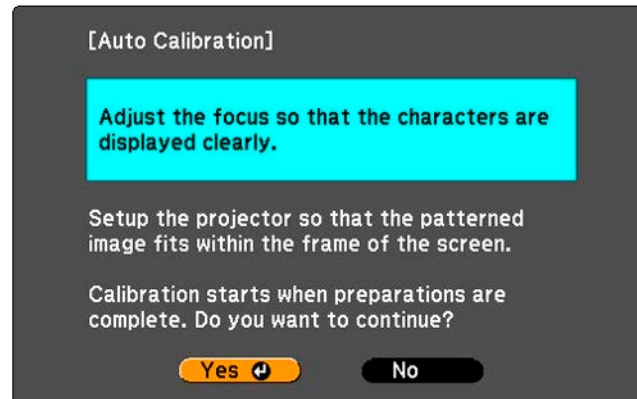 [Auto Calibration]
Adjust the focus so that the characters are
displayed clearly.
Setup the projector so that the patterned
image fits within the frame of the screen.
Calibration starts when preparations are
complete. Do you want to continue?
Yes No